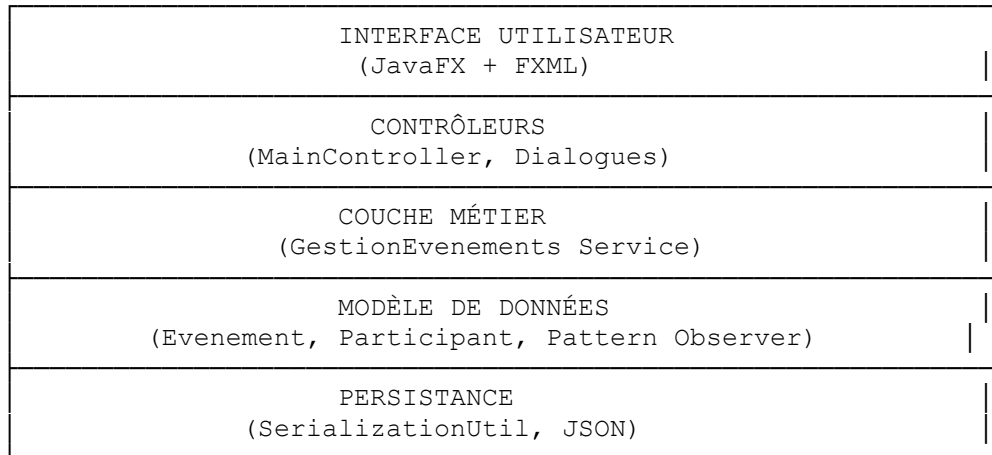 INTERFACE UTILISATEUR
(JavaFX + FXML)
CONTRÔLEURS
(MainController, Dialogues)
COUCHE MÉTIER
(GestionEvenements Service)
MODÈLE DE DONNÉES
(Evenement, Participant, Pattern Observer)
PERSISTANCE
(SerializationUtil, JSON)